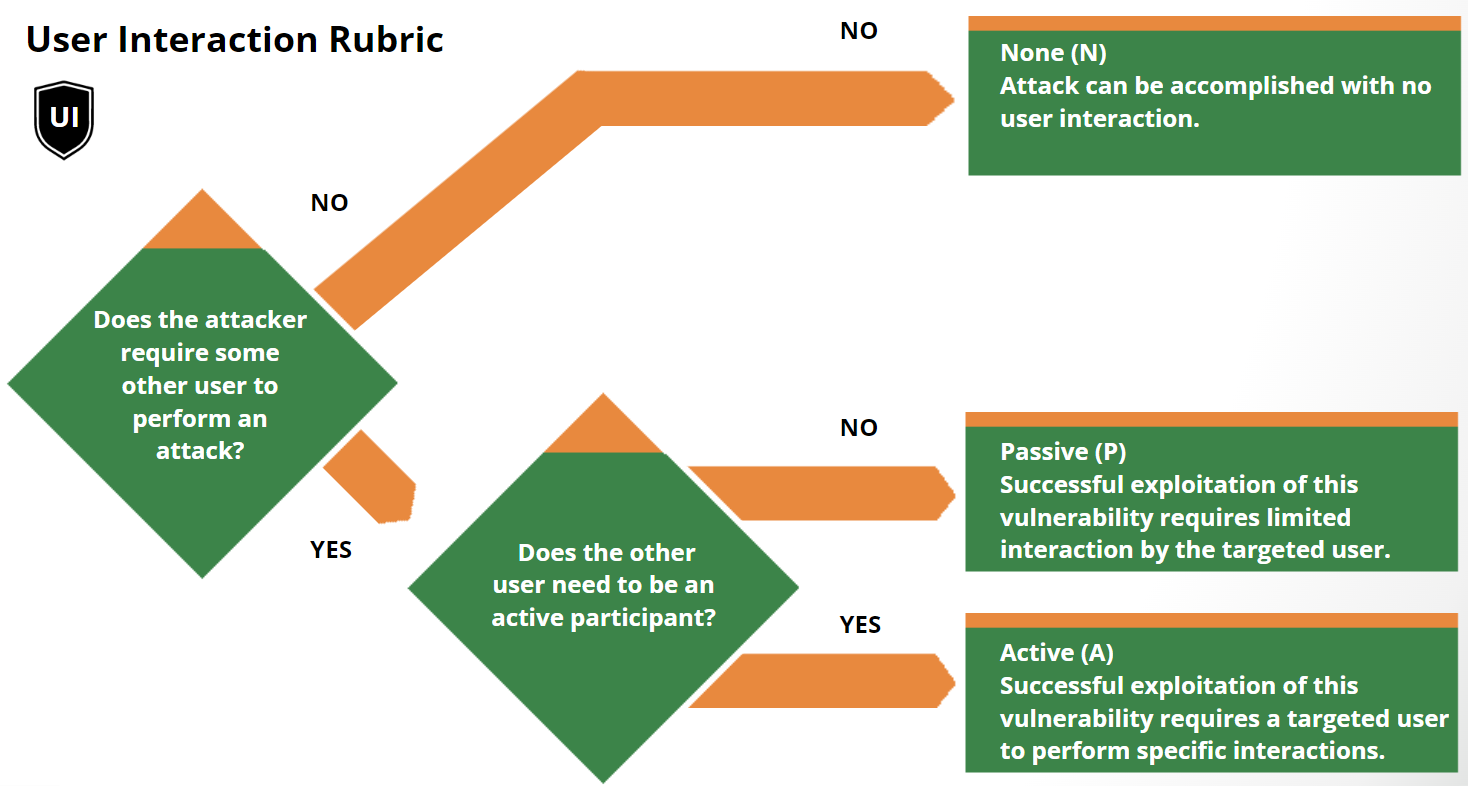 User Interaction Rubric
UI
NO
None (N)
Attack can be accomplished with no
user interaction.
NO
Does the attacker
require some
other user to
perform an
attack?
YES
Does the other
user need to be an
active participant?
NO
Passive (P)
Successful exploitation of this
vulnerability requires limited
interaction by the targeted user.
YES
Active (A)
Successful exploitation of this
vulnerability requires a targeted user
to perform specific interactions.